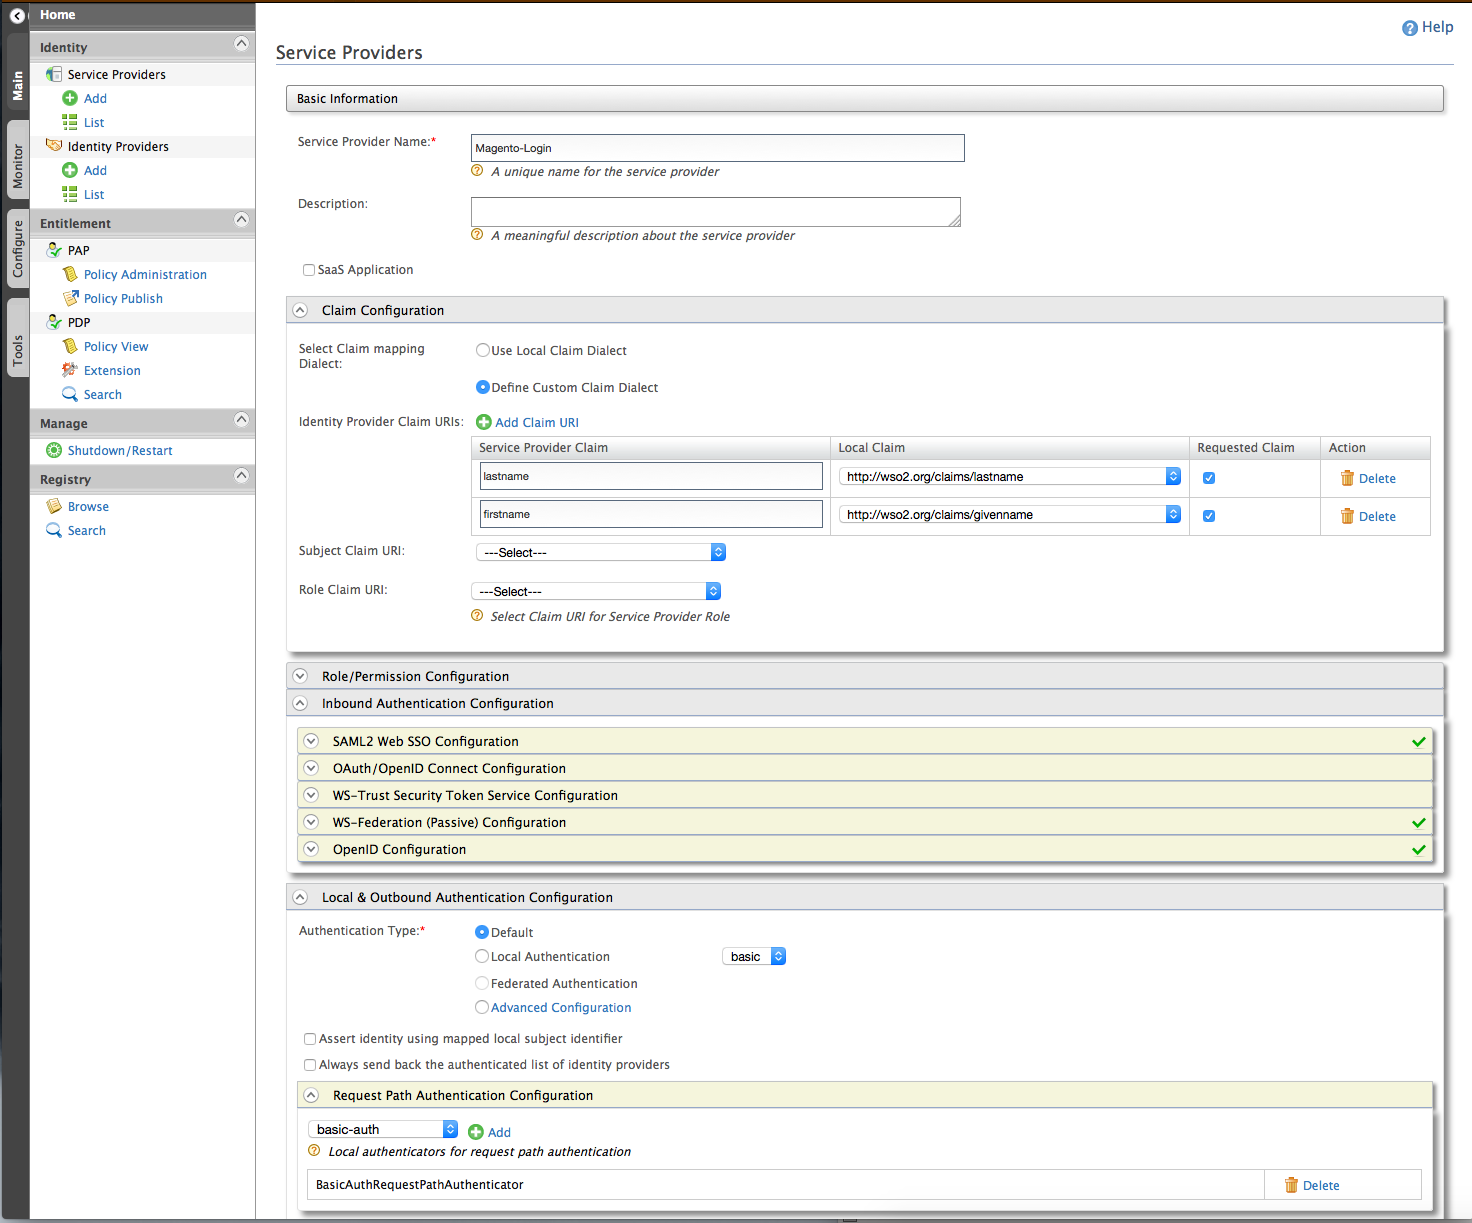 Home
Help
Main
Monitor
Configure
Tools
Identity
Service Providers
Add
List
Identity Providers
Add
List
Entitlement
PAP
Policy Administration
Policy Publish
PDP
Policy View
Extension
Search
Manage
Shutdown/Restart
Registry
Browse
Search
Service Providers
Basic Information
Service Provider Name:* Magento-Login
A unique name for the service provider
Description:
A meaningful description about the service provider
SaaS Application
Claim Configuration
Select Claim mapping
Dialect:
Use Local Claim Dialect
Define Custom Claim Dialect
Identity Provider Claim URIs: Add Claim URI
Service Provider Claim Local Claim Requested Claim Action
lastname http://wso2.org/claims/lastname Delete
firstname http://wso2.org/claims/givenname Delete
Subject Claim URI: ---Select---
Role Claim URI: ---Select---
Select Claim URI for Service Provider Role
Role/Permission Configuration
Inbound Authentication Configuration
SAML2 Web SSO Configuration
OAuth/OpenID Connect Configuration
WS-Trust Security Token Service Configuration
WS-Federation (Passive) Configuration
OpenID Configuration
Local & Outbound Authentication Configuration
Authentication Type:* Default
Local Authentication basic
Federated Authentication
Advanced Configuration
Assert identity using mapped local subject identifier
Always send back the authenticated list of identity providers
Request Path Authentication Configuration
basic-auth Add
Local authenticators for request path authentication
BasicAuthRequestPathAuthenticator Delete